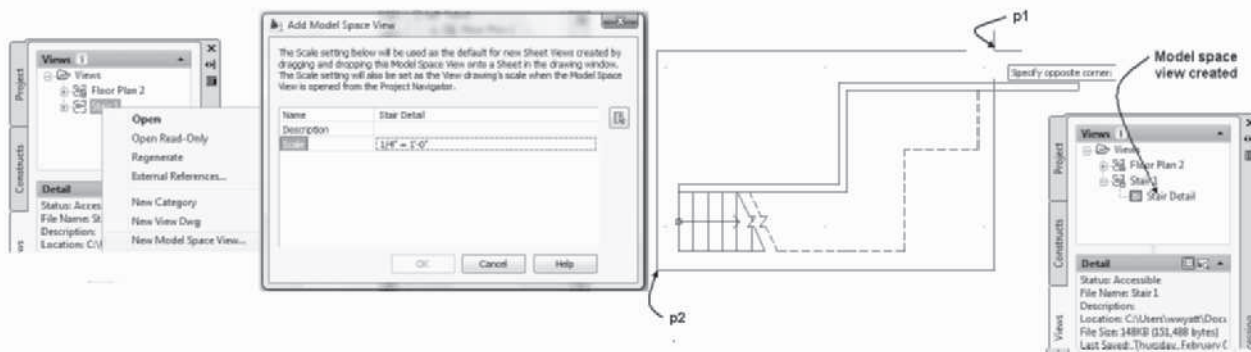 Project
Constructs
Views
Views
Floor Plan 2
Open
Open Read-Only
Regenerate
External References...
New Category
New View Dwg
New Model Space View...
Detail
Status: Acces
File Name: St
Description:
Location: C:\
Add Model Space View
The Scale setting below will be used as the default for new Sheet Views created by
dragging and dropping the Model Space View onto a Sheet in the drawing window.
The Scale setting will also be set as the View drawing's scale when the Model Space
View is opened from the Project Navigator.
Name Stair Detail
Description
Scale 1/4" = 1'-0"
OK Cancel Help
p1
Specify opposite corner:
p2
Model space
view created
Project
Constructs
Views
Views
Views
Floor Plan 2
Stair 1
Stair Detail
Detail
Status: Accessible
File Name: Stair 1
Description:
Location: C:\Users\wwyatt\Docu
File Size: 148KB (151,488 bytes)
Last Saved: Thursday, February